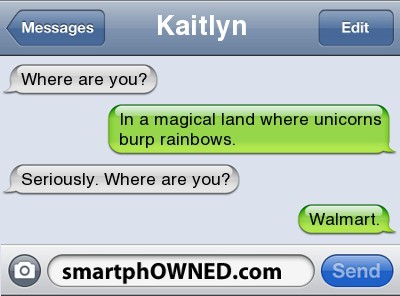 Messages
Kaitlyn
Edit
Where are you?
In a magical land where unicorns
burp rainbows.
Seriously. Where are you?
Walmart.
smartphOWNED.com
Send